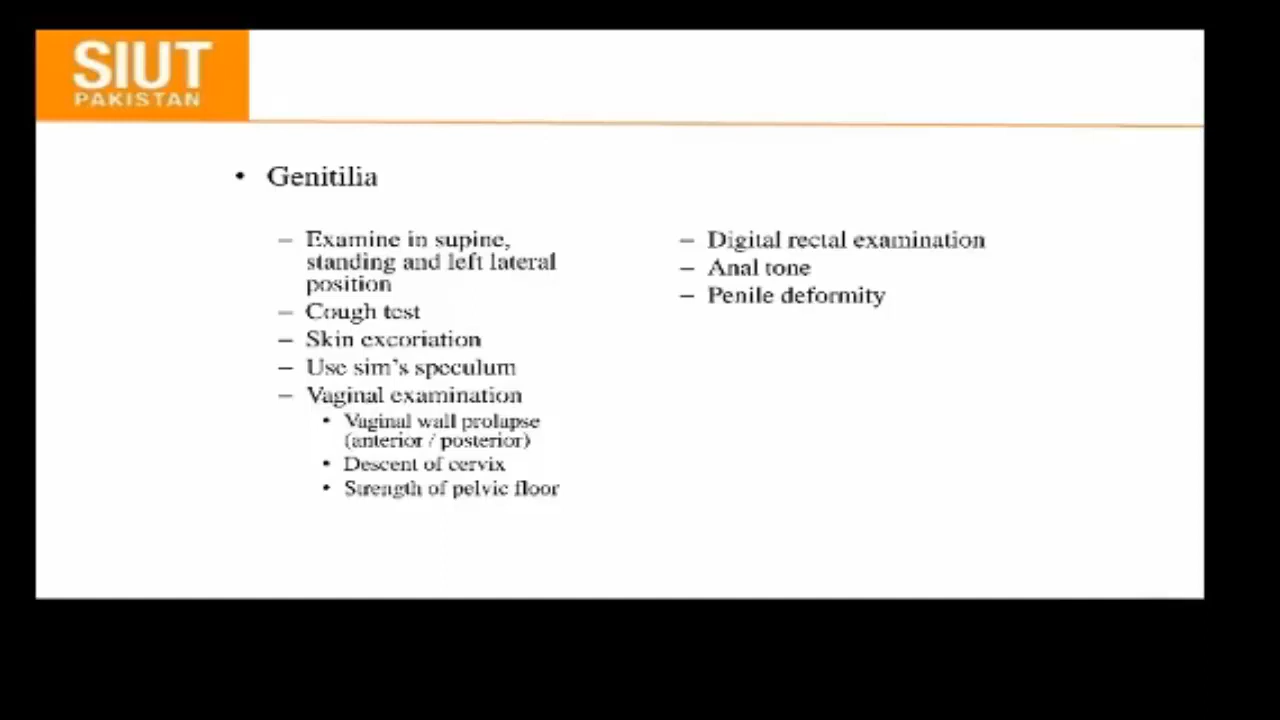 SIUT
PAKISTAN
• Genitilia
– Examine in supine,
standing and left lateral
position
– Cough test
– Skin excoriation
– Use sim's speculum
– Vaginal examination
• Vaginal wall prolapse
(anterior / posterior)
• Descent of cervix
• Strength of pelvic floor
– Digital rectal examination
– Anal tone
– Penile deformity